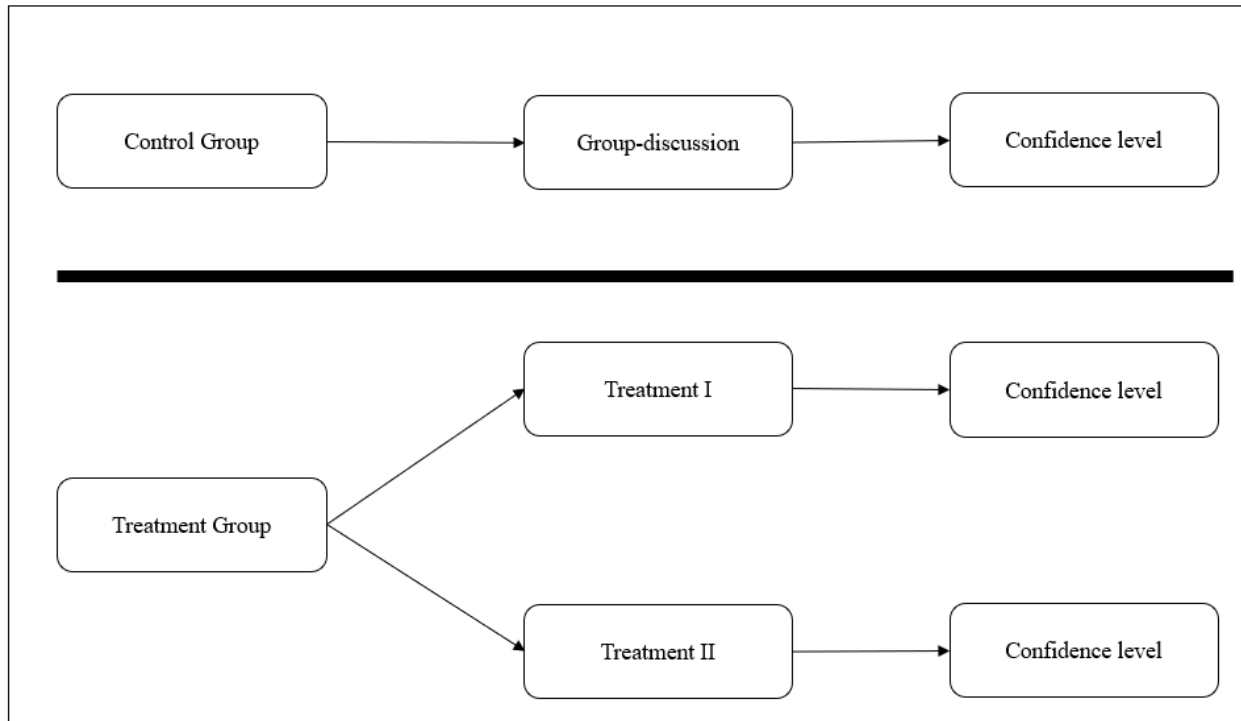 Control Group
Group-discussion
Confidence level
Treatment I
Confidence level
Treatment Group
Treatment II
Confidence level